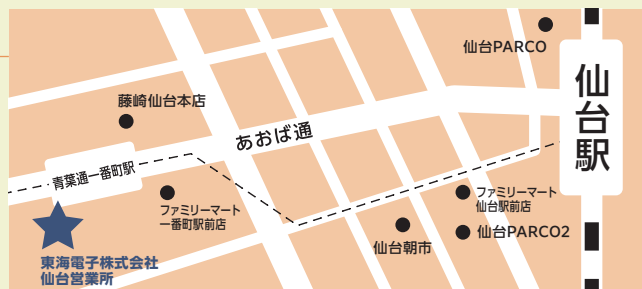 仙台PARCO
仙台駅
藤崎仙台本店
あおば通
青葉通一番町駅
ファミリーマート
一番町駅前店
ファミリーマート
仙台駅前店
仙台PARCO2
仙台朝市
東海電子株式会社
仙台営業所